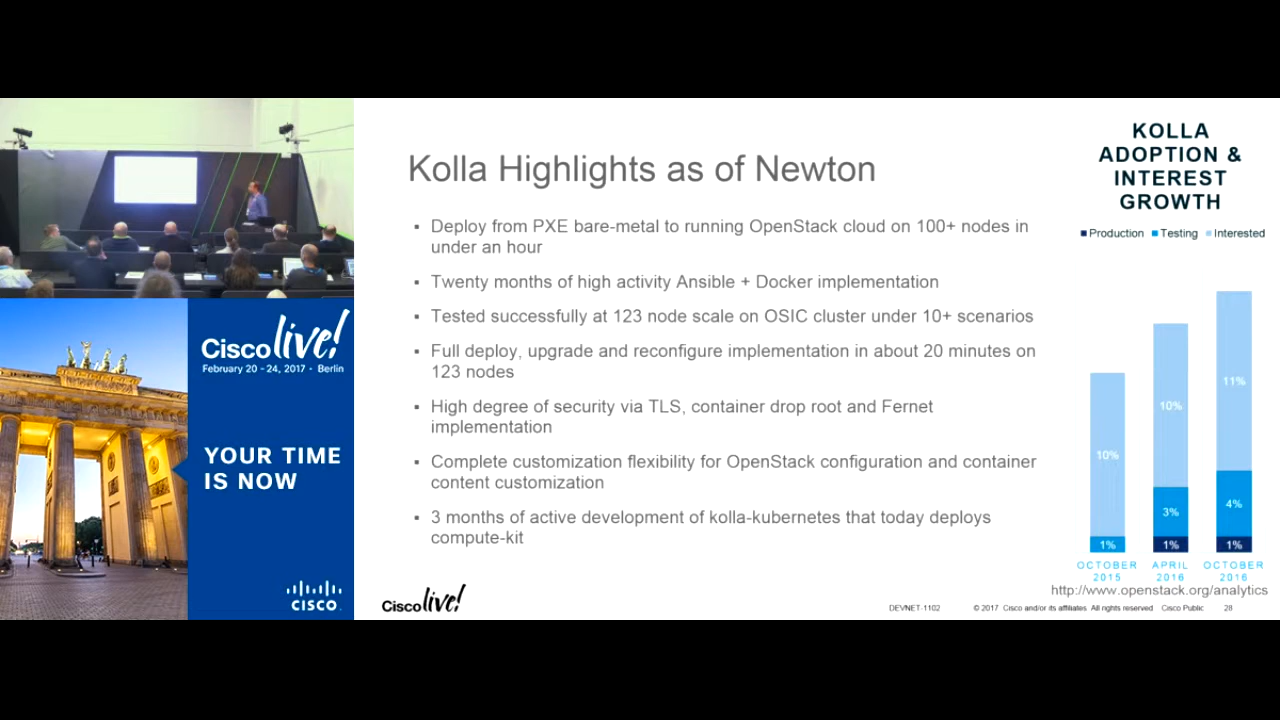 Cisco live!
February 20 - 24, 2017 • Berlin
YOUR TIME
IS NOW
CISCO
Kolla Highlights as of Newton
▪ Deploy from PXE bare-metal to running OpenStack cloud on 100+ nodes in
under an hour
▪ Twenty months of high activity Ansible + Docker implementation
▪ Tested successfully at 123 node scale on OSIC cluster under 10+ scenarios
▪ Full deploy, upgrade and reconfigure implementation in about 20 minutes on
123 nodes
▪ High degree of security via TLS, container drop root and Fernet
implementation
▪ Complete customization flexibility for OpenStack configuration and container
content customization
▪ 3 months of active development of kolla-kubernetes that today deploys
compute-kit
KOLLA
ADOPTION &
INTEREST
GROWTH
Production Testing Interested
11%
10%
10%
4%
3%
1% 1% 1%
OCTOBER APRIL OCTOBER
2015 2016 2016
http://www.openstack.org/analytics
Cisco live!
DEVNET-1102 © 2017 Cisco and/or its affiliates. All rights reserved. Cisco Public 28